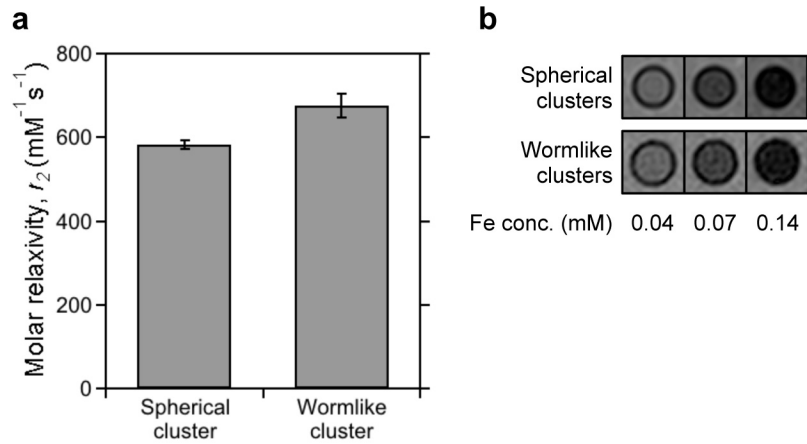 a
b
Molar relaxivity, r₂ (mM⁻¹ s⁻¹)
800
600
400
200
0
Spherical
cluster
Wormlike
cluster
Spherical
clusters
Wormlike
clusters
Fe conc. (mM) 0.04 0.07 0.14